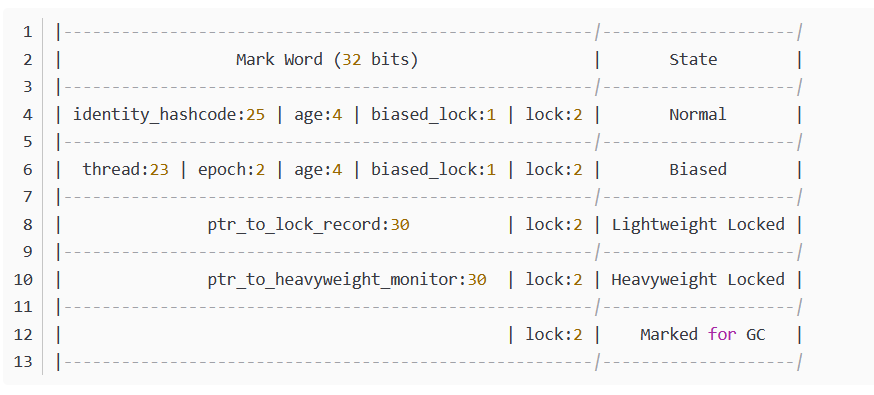 1 |------------------------------------------------------/--------------------/
2 | Mark Word (32 bits) | State |
3 |------------------------------------------------------/--------------------/
4 | identity_hashcode:25 | age:4 | biased_lock:1 | lock:2 | Normal |
5 |------------------------------------------------------/--------------------/
6 | thread:23 | epoch:2 | age:4 | biased_lock:1 | lock:2 | Biased |
7 |------------------------------------------------------/--------------------/
8 | ptr_to_lock_record:30 | lock:2 | Lightweight Locked |
9 |------------------------------------------------------/--------------------/
10 | ptr_to_heavyweight_monitor:30 | lock:2 | Heavyweight Locked |
11 |------------------------------------------------------/--------------------/
12 | | lock:2 | Marked for GC |
13 |------------------------------------------------------/--------------------/